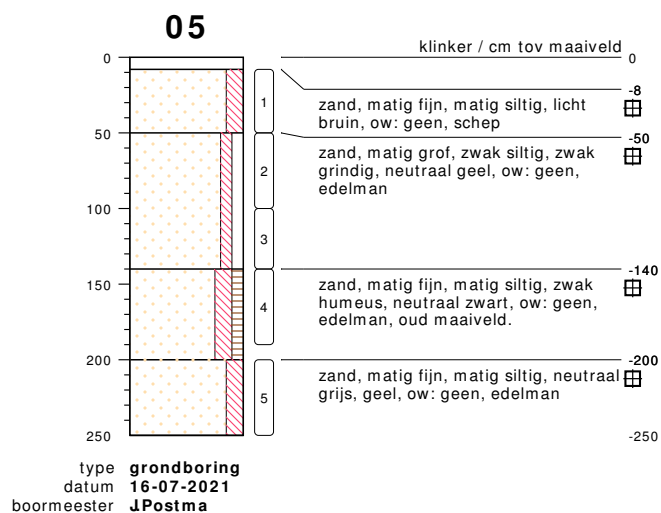 05
klinker / cm tov maaiveld
0
0
-8
1
zand, matig fijn, matig siltig, licht
bruin, ow: geen, schep
50
-50
2
zand, matig grof, zwak siltig, zwak
grindig, neutraal geel, ow: geen,
edelman
100
3
-140
150
4
zand, matig fijn, matig siltig, zwak
humeus, neutraal zwart, ow: geen,
edelman, oud maaiveld.
200
-200
5
zand, matig fijn, matig siltig, neutraal
grijs, geel, ow: geen, edelman
250
-250
type grondboring
datum 16-07-2021
boormeester J.Postma